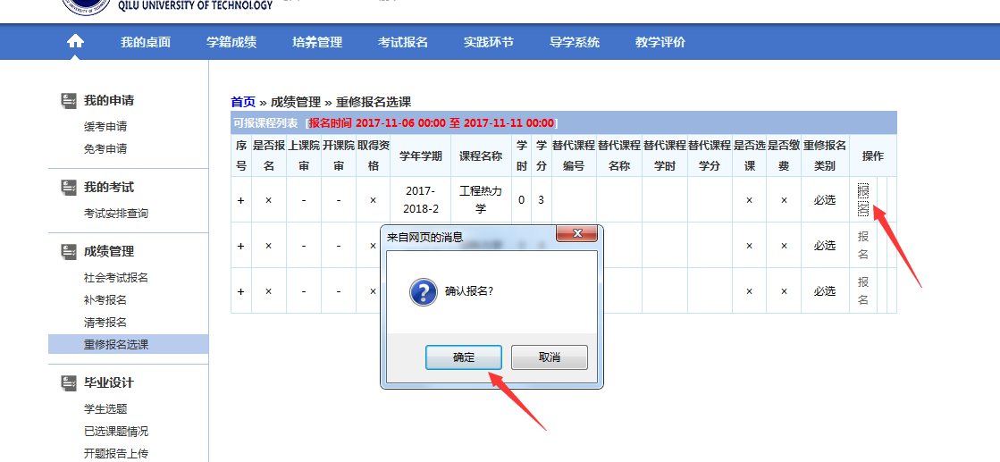 QILU UNIVERSITY OF TECHNOLOGY
我的桌面 学籍成绩 培养管理 考试报名 实践环节 导学系统 教学评价
我的申请
缓考申请
免考申请
我的考试
考试安排查询
成绩管理
社会考试报名
补考报名
清考报名
重修报名选课
毕业设计
学生选题
已选课题情况
开题报告上传
首页 » 成绩管理 » 重修报名选课
可报课程列表 [报名时间 2017-11-06 00:00 至 2017-11-11 00:00]
序号 是否报名 上课院审 开课院审 取得资格 学年学期 课程名称 学时 学分 替代课程编号 替代课程名称 替代课程学时 替代课程学分 是否选课 是否缴费 重修报名类别 操作
+ × - - × 2017-2018-2 工程热力学 0 3 × × 必选 报名
+ × - - × × × 必选 报名
+ × - - × × × 必选 报名
来自网页的消息
确认报名?
确定 取消